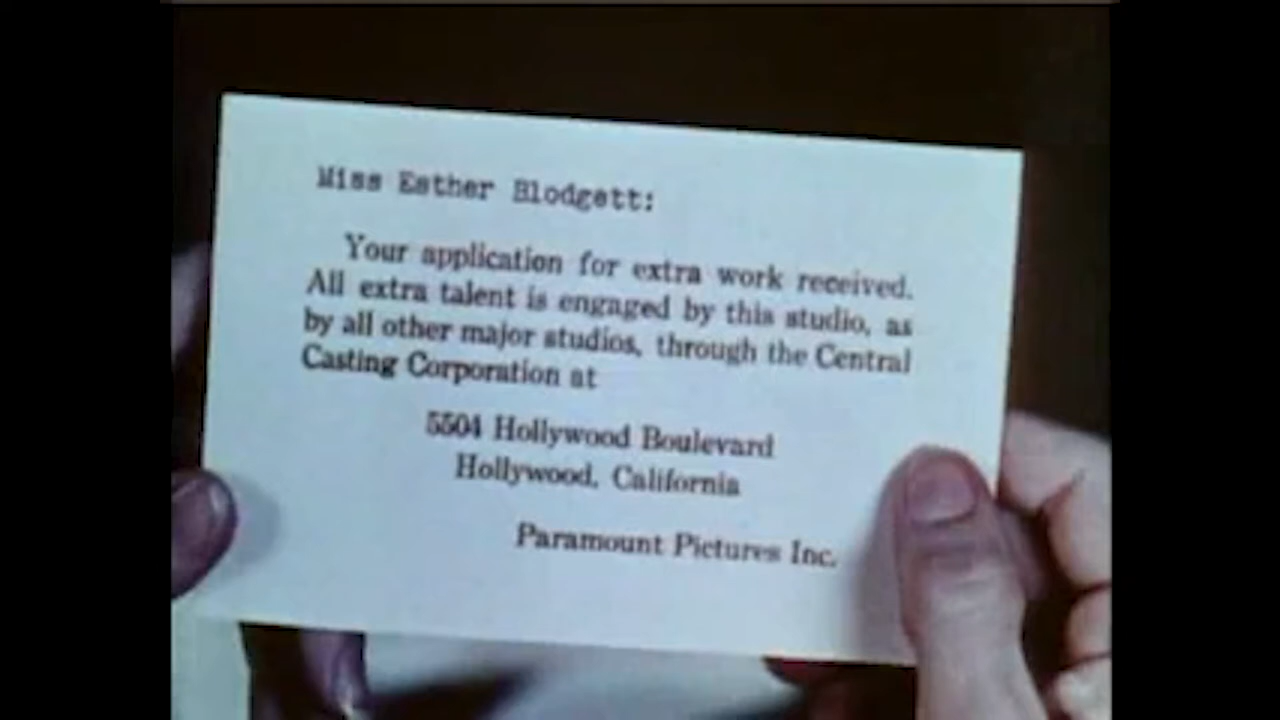 Miss Esther Blodgett:
Your application for extra work received.
All extra talent is engaged by this studio, as
by all other major studios, through the Central
Casting Corporation at
5504 Hollywood Boulevard
Hollywood, California
Paramount Pictures Inc.